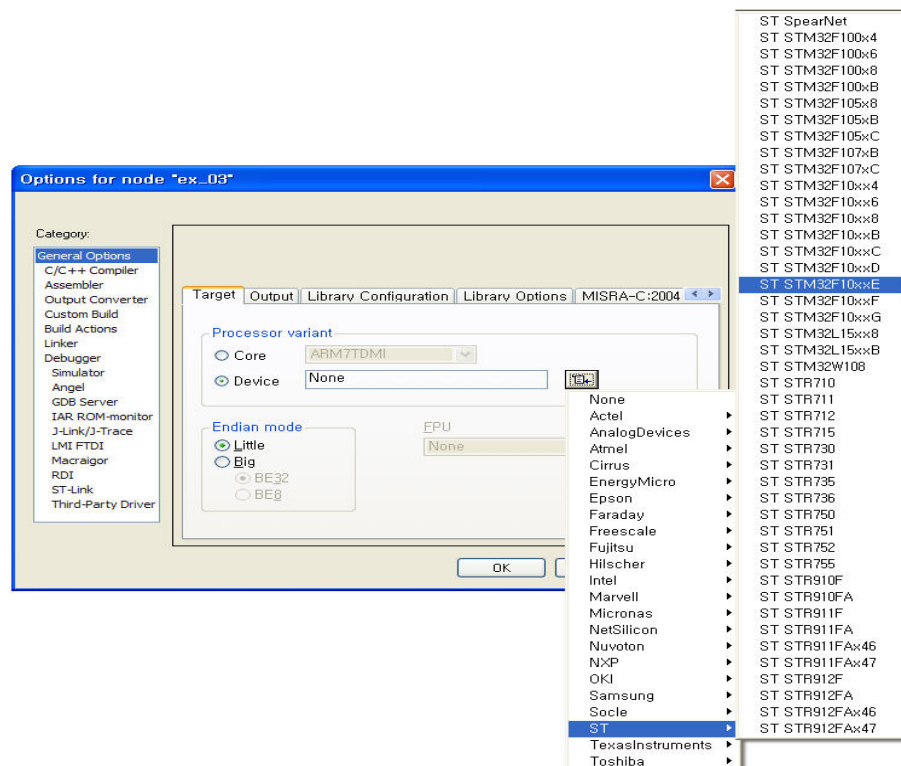 Options for node "ex_03"
Category:
General Options
C/C++ Compiler
Assembler
Output Converter
Custom Build
Build Actions
Linker
Debugger
Simulator
Angel
GDB Server
IAR ROM-monitor
J-Link/J-Trace
LMI FTDI
Macraigor
RDI
ST-Link
Third-Party Driver
Target Output Library Configuration Library Options MISRA-C:2004
Processor variant
Core ARM7TDMI
Device None
Endian mode
Little
Big
BE32
BE8
FPU
None
OK
None
Actel
AnalogDevices
Atmel
Cirrus
EnergyMicro
Epson
Faraday
Freescale
Fujitsu
Hilscher
Intel
Marvell
Micronas
NetSilicon
Nuvoton
NXP
OKI
Samsung
Socle
ST
TexasInstruments
Toshiba
ST SpearNet
ST STM32F100x4
ST STM32F100x6
ST STM32F100x8
ST STM32F100xB
ST STM32F105x8
ST STM32F105xB
ST STM32F105xC
ST STM32F107xB
ST STM32F107xC
ST STM32F10xx4
ST STM32F10xx6
ST STM32F10xx8
ST STM32F10xxB
ST STM32F10xxC
ST STM32F10xxD
ST STM32F10xxE
ST STM32F10xxF
ST STM32F10xxG
ST STM32L15xx8
ST STM32L15xxB
ST STM32W108
ST STR710
ST STR711
ST STR712
ST STR715
ST STR730
ST STR731
ST STR735
ST STR736
ST STR750
ST STR751
ST STR752
ST STR755
ST STR910F
ST STR910FA
ST STR911F
ST STR911FA
ST STR911FAx46
ST STR911FAx47
ST STR912F
ST STR912FA
ST STR912FAx46
ST STR912FAx47